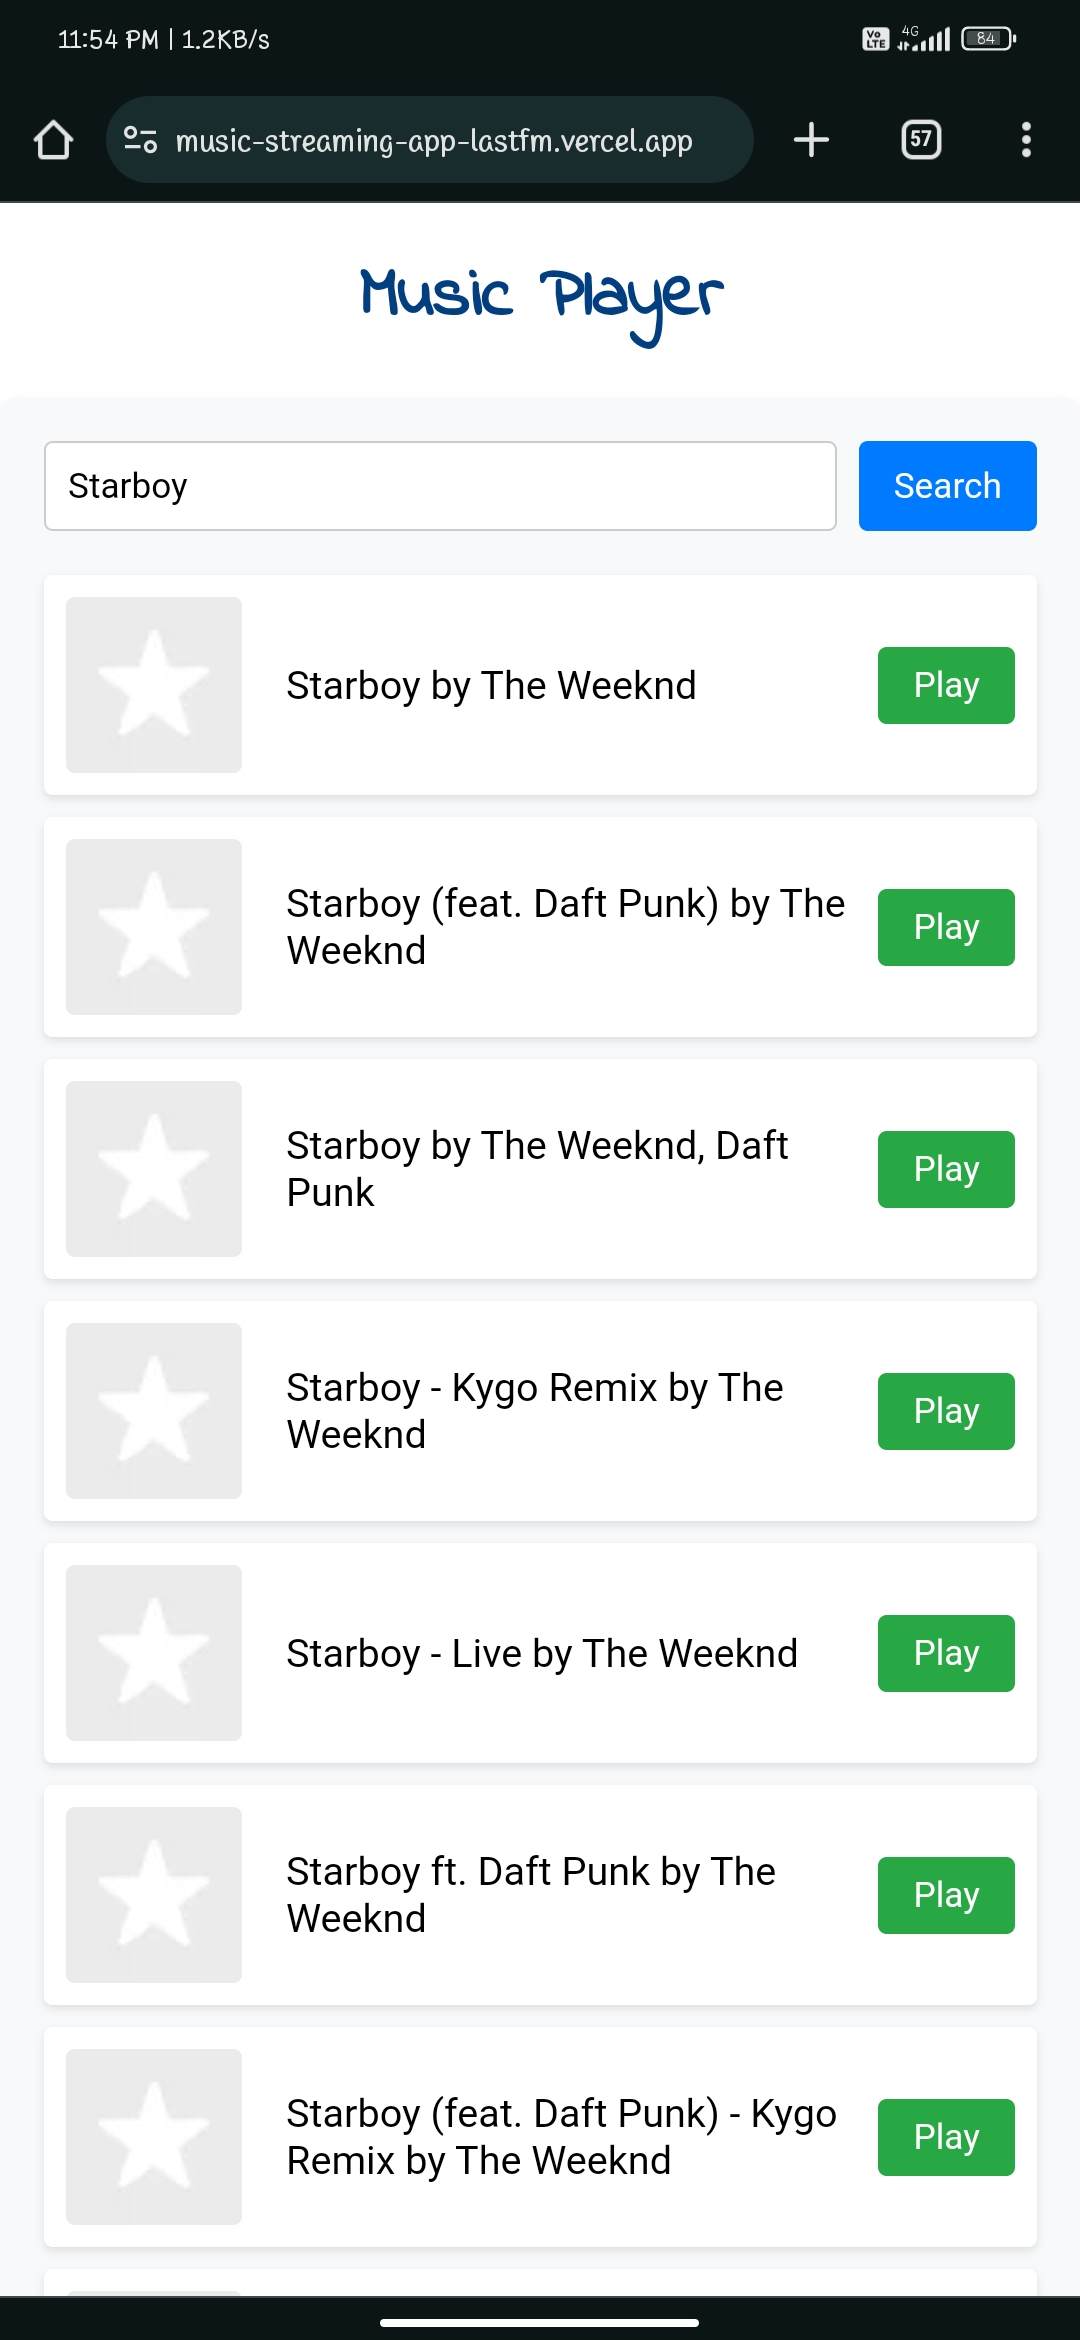 11:54 PM | 1.2KB/s
Vo LTE 4G 84
music-streaming-app-lastfm.vercel.app
57
Music Player
Starboy
Search
Starboy by The Weeknd
Play
Starboy (feat. Daft Punk) by The
Weeknd
Play
Starboy by The Weeknd, Daft
Punk
Play
Starboy - Kygo Remix by The
Weeknd
Play
Starboy - Live by The Weeknd
Play
Starboy ft. Daft Punk by The
Weeknd
Play
Starboy (feat. Daft Punk) - Kygo
Remix by The Weeknd
Play